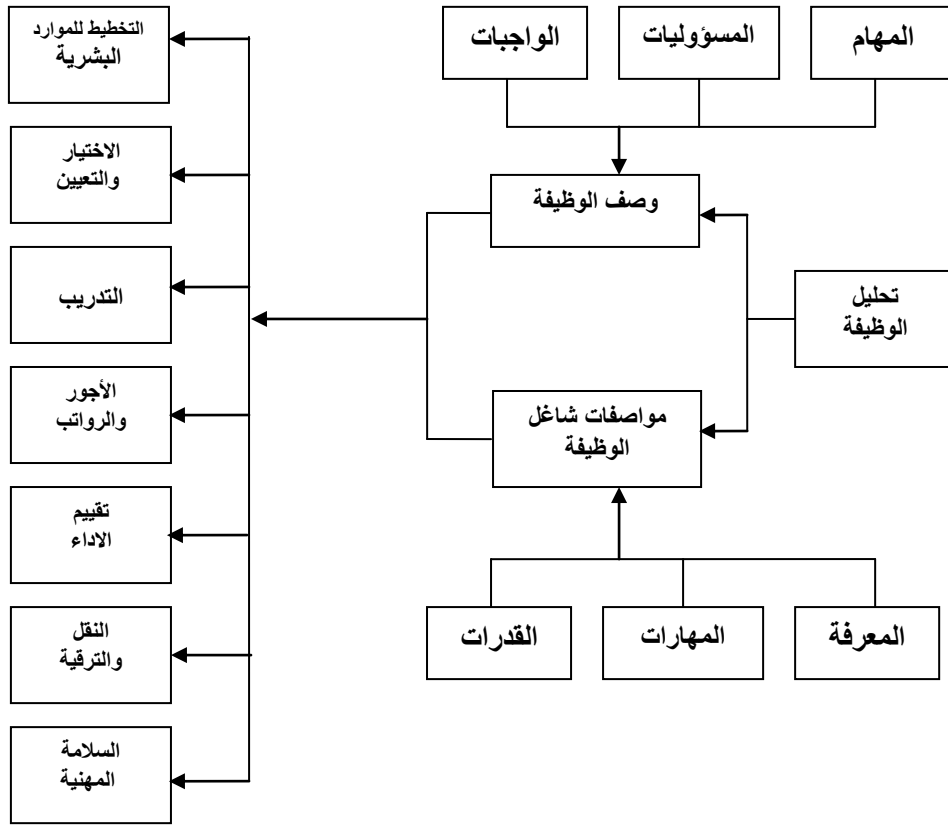 المهام
المسؤوليات
الواجبات
وصف الوظيفة
تحليل
الوظيفة
مواصفات شاغل
الوظيفة
المعرفة
المهارات
القدرات
التخطيط للموارد
البشرية
الاختيار
والتعيين
التدريب
الأجور
والرواتب
تقييم
الاداء
النقل
والترقية
السلامة
المهنية